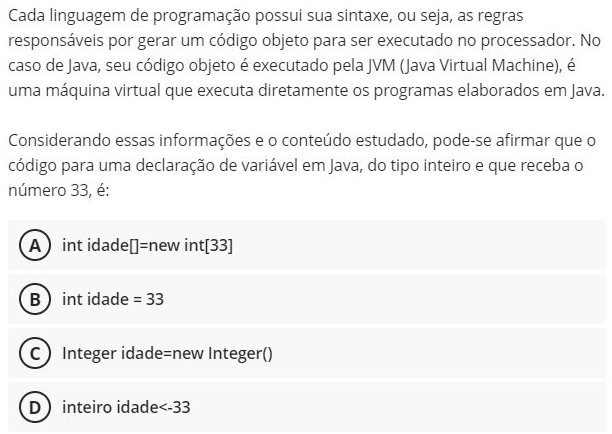 Cada linguagem de programação possui sua sintaxe, ou seja, as regras
responsáveis por gerar um código objeto para ser executado no processador. No
caso de Java, seu código objeto é executado pela JVM (Java Virtual Machine), é
uma máquina virtual que executa diretamente os programas elaborados em Java.
Considerando essas informações e o conteúdo estudado, pode-se afirmar que o
código para uma declaração de variável em Java, do tipo inteiro e que receba o
número 33, é:
A int idade[]=new int[33]
B int idade = 33
C Integer idade=new Integer()
D inteiro idade<-33